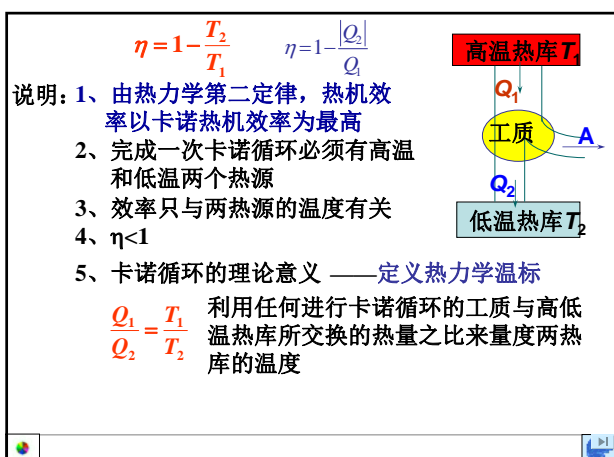 η = 1 − T₂/T₁    η = 1 − |Q₂|/Q₁
说明：1、由热力学第二定律，热机效
率以卡诺热机效率为最高
2、完成一次卡诺循环必须有高温
和低温两个热源
3、效率只与两热源的温度有关
4、η<1
5、卡诺循环的理论意义 ——定义热力学温标
Q₁/Q₂ = T₁/T₂
利用任何进行卡诺循环的工质与高低
温热库所交换的热量之比来量度两热
库的温度
高温热库T₁
Q₁
工质 A
Q₂
低温热库T₂